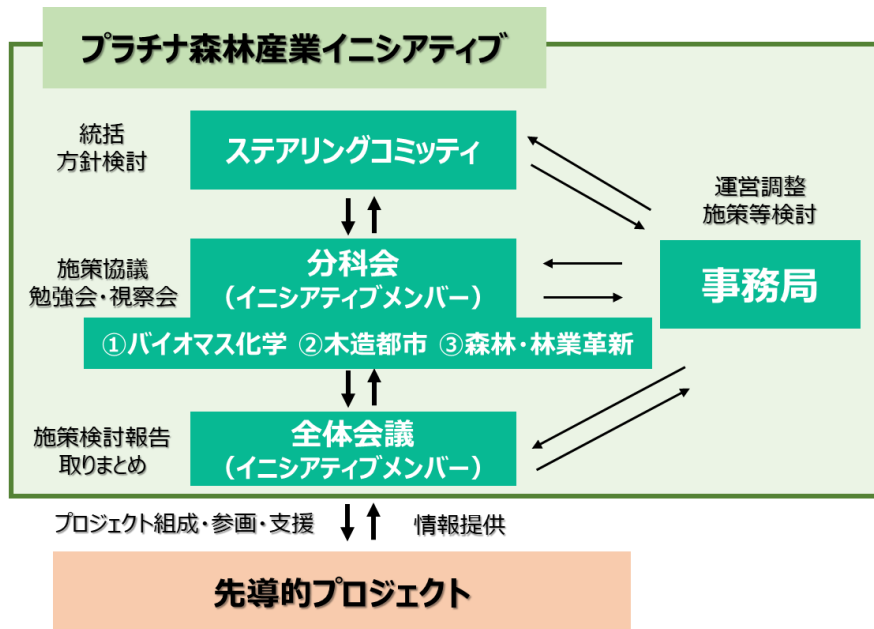 プラチナ森林産業イニシアティブ
統括
方針検討
ステアリングコミッティ
運営調整
施策等検討
施策協議
勉強会・視察会
分科会
（イニシアティブメンバー）
①バイオマス化学 ②木造都市 ③森林・林業革新
事務局
施策検討報告
取りまとめ
全体会議
（イニシアティブメンバー）
プロジェクト組成・参画・支援
情報提供
先導的プロジェクト